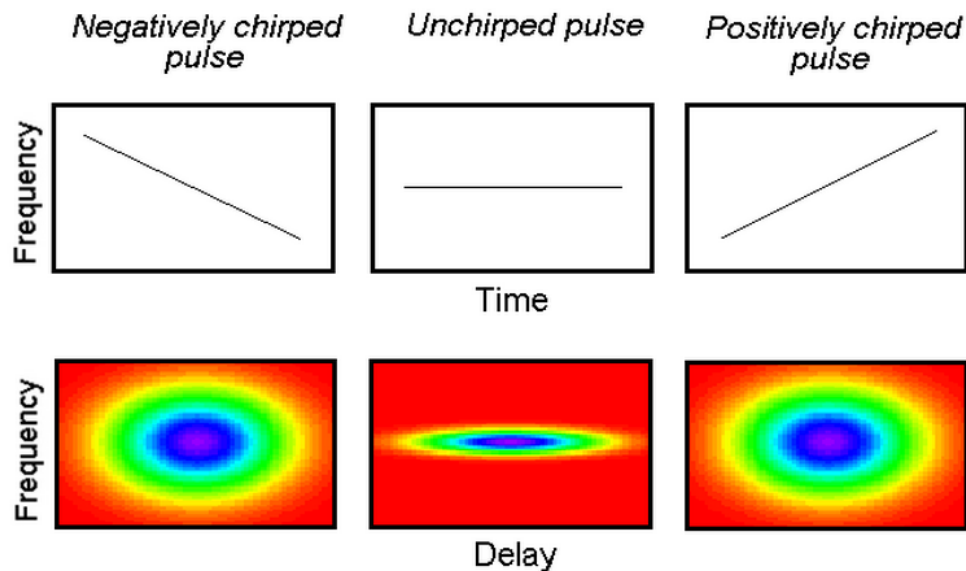 Negatively chirped
pulse
Unchirped pulse
Positively chirped
pulse
Frequency
Time
Frequency
Delay